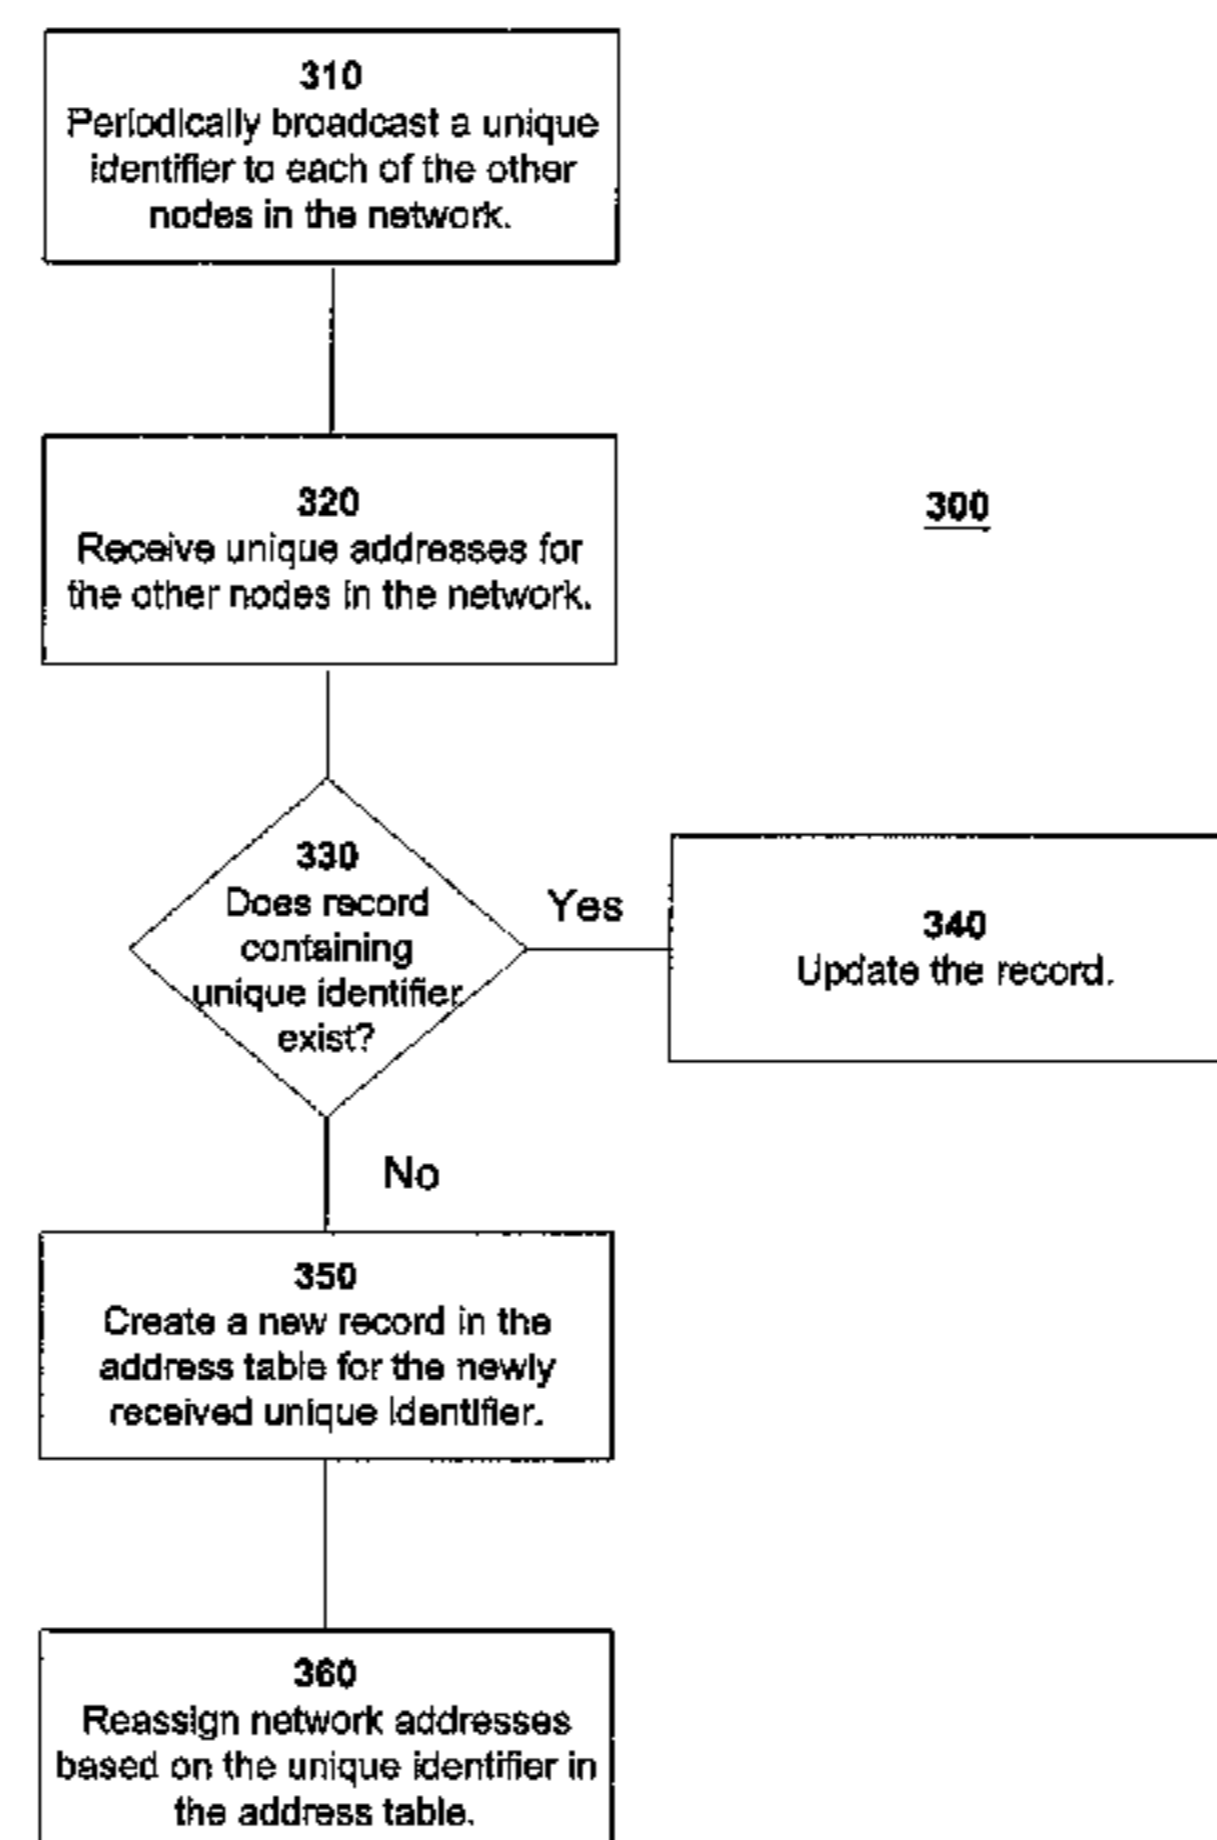 310
Periodically broadcast a unique
identifier to each of the other
nodes in the network.
320
Receive unique addresses for
the other nodes in the network.
300
330
Does record
containing
unique identifier
exist?
Yes
340
Update the record.
No
350
Create a new record in the
address table for the newly
received unique identifier.
360
Reassign network addresses
based on the unique identifier in
the address table.